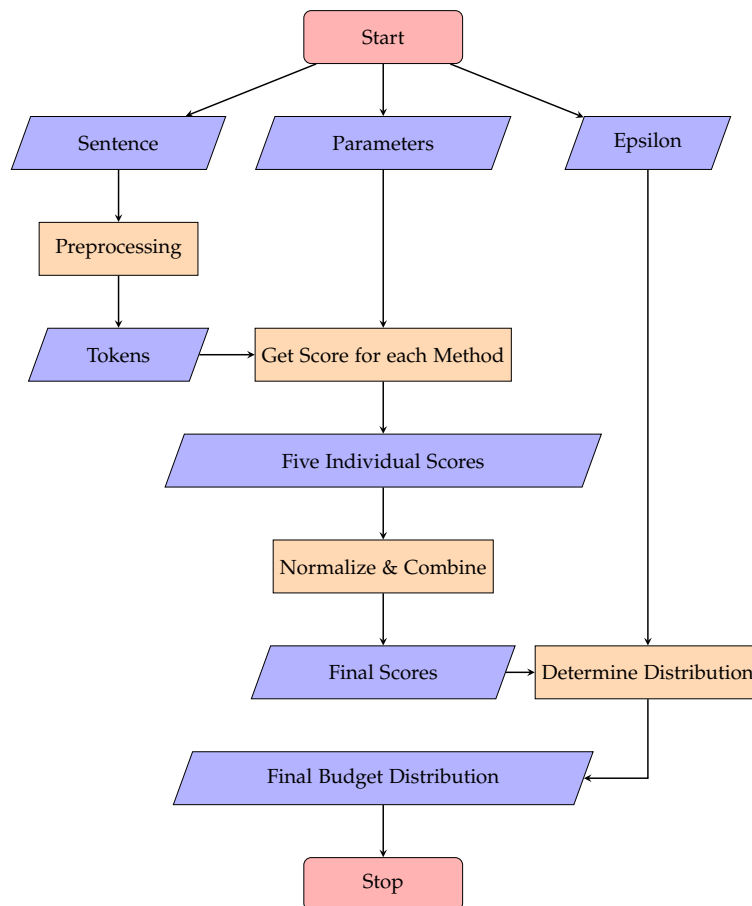 Start
Sentence
Parameters
Epsilon
Preprocessing
Tokens
Get Score for each Method
Five Individual Scores
Normalize & Combine
Final Scores
Determine Distribution
Final Budget Distribution
Stop